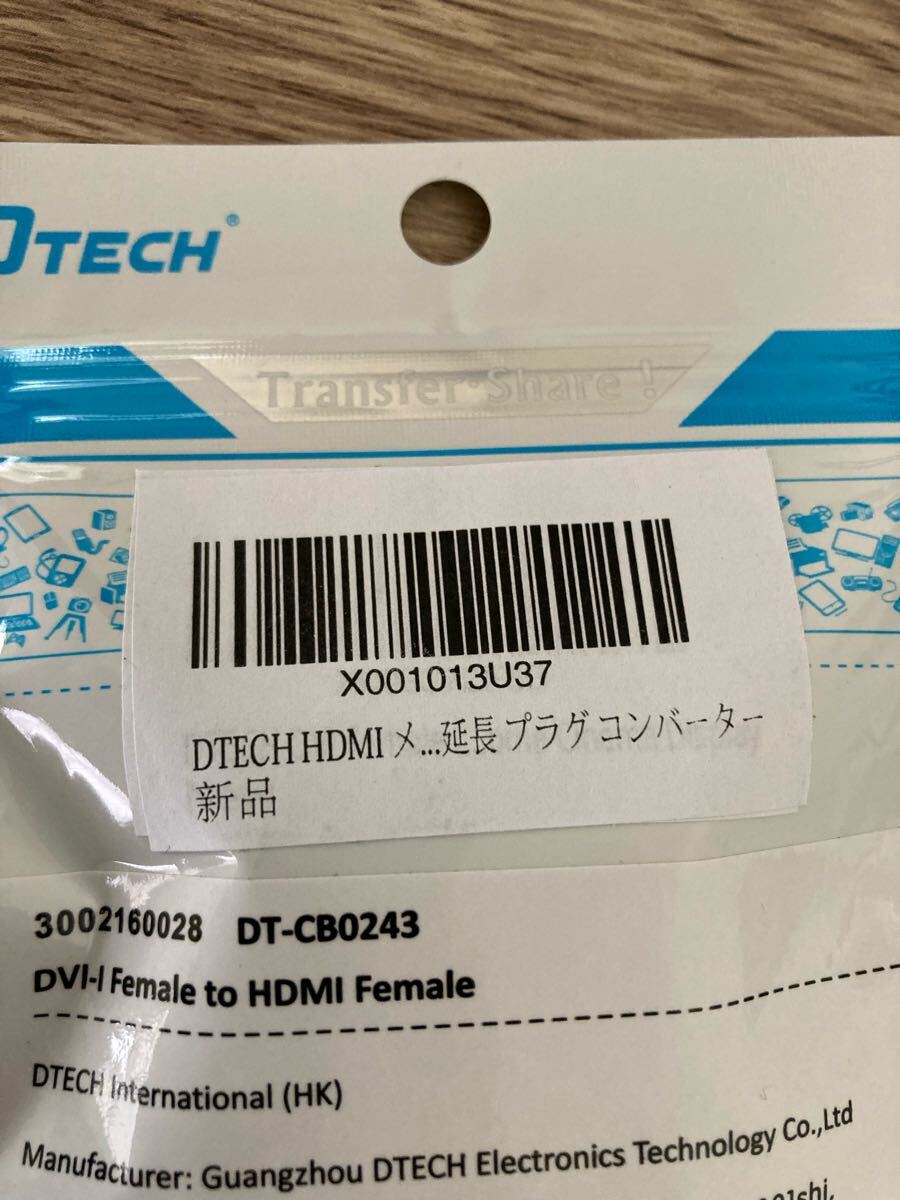 DTECH®
Transfer·Share !
X001013U37
DTECH HDMI メ...延長 プラグ コンバーター
新品
3002160028 DT-CB0243
DVI-I Female to HDMI Female
DTECH International (HK)
Manufacturer: Guangzhou DTECH Electronics Technology Co.,Ltd